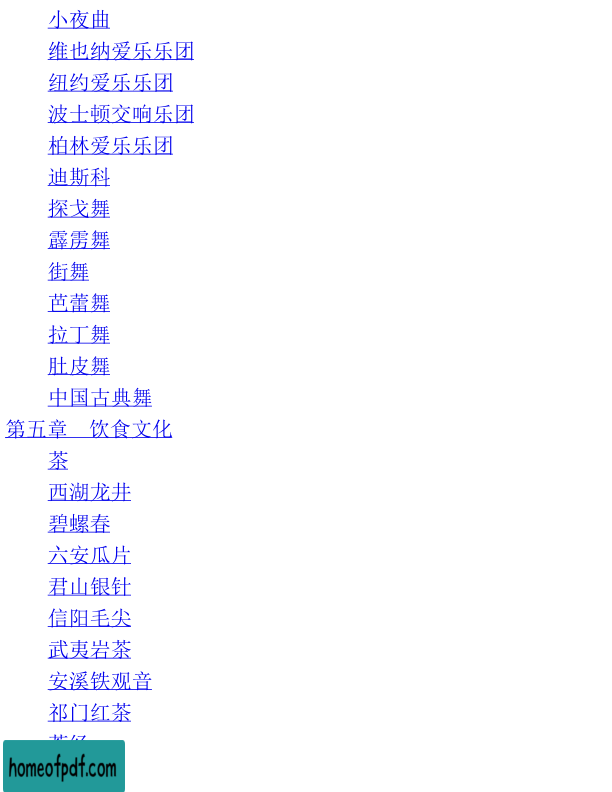 小夜曲
维也纳爱乐乐团
纽约爱乐乐团
波士顿交响乐团
柏林爱乐乐团
迪斯科
探戈舞
霹雳舞
街舞
芭蕾舞
拉丁舞
肚皮舞
中国古典舞
第五章　饮食文化
茶
西湖龙井
碧螺春
六安瓜片
君山银针
信阳毛尖
武夷岩茶
安溪铁观音
祁门红茶
homeofpdf.com